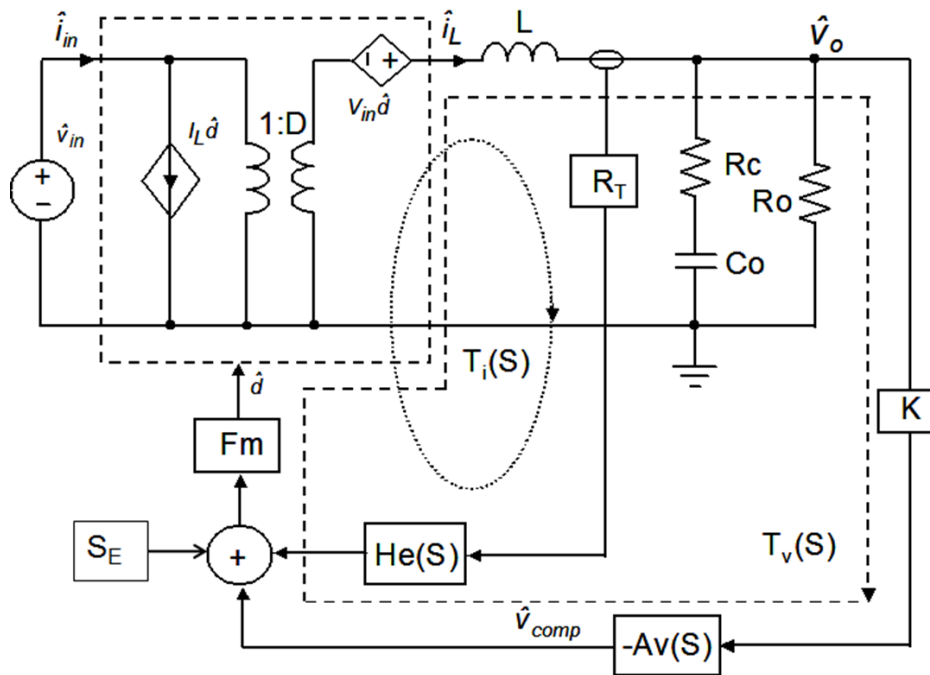 î_in
î_L
L
v̂_o
V_in d̂
v̂_in
I_L d̂
1:D
R_T
Rc
Ro
Co
T_i(S)
d̂
K
Fm
S_E
+
He(S)
T_v(S)
v̂_comp
-Av(S)